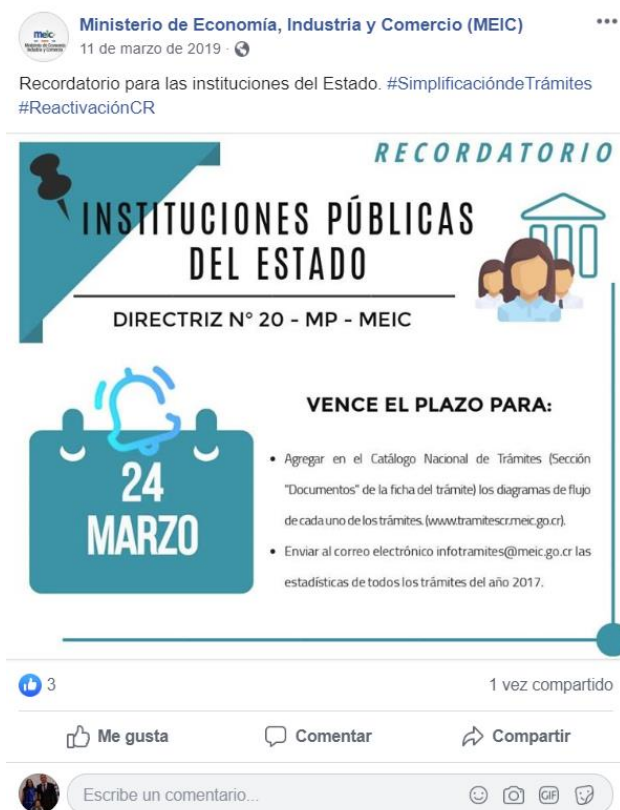 Ministerio de Economía, Industria y Comercio (MEIC)
11 de marzo de 2019 ·
Recordatorio para las instituciones del Estado. #SimplificacióndeTrámites
#ReactivaciónCR
RECORDATORIO
INSTITUCIONES PÚBLICAS
DEL ESTADO
DIRECTRIZ N° 20 - MP - MEIC
24
MARZO
VENCE EL PLAZO PARA:
• Agregar en el Catálogo Nacional de Trámites (Sección
"Documentos" de la ficha del trámite) los diagramas de flujo
de cada uno de los trámites. (www.tramitescr.meic.go.cr).
• Enviar al correo electrónico infotramites@meic.go.cr las
estadísticas de todos los trámites del año 2017.
3
1 vez compartido
Me gusta
Comentar
Compartir
Escribe un comentario...
GIF